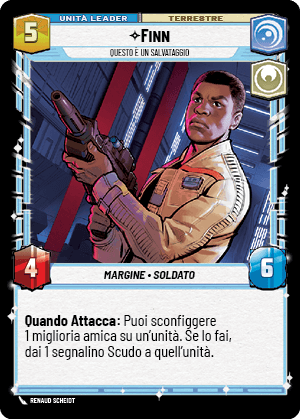 5
UNITÀ LEADER
TERRESTRE
✧FINN
QUESTO È UN SALVATAGGIO
4
6
MARGINE • SOLDATO
Quando Attacca: Puoi sconfiggere
1 miglioria amica su un'unità. Se lo fai,
dai 1 segnalino Scudo a quell'unità.
RENAUD SCHEIDT